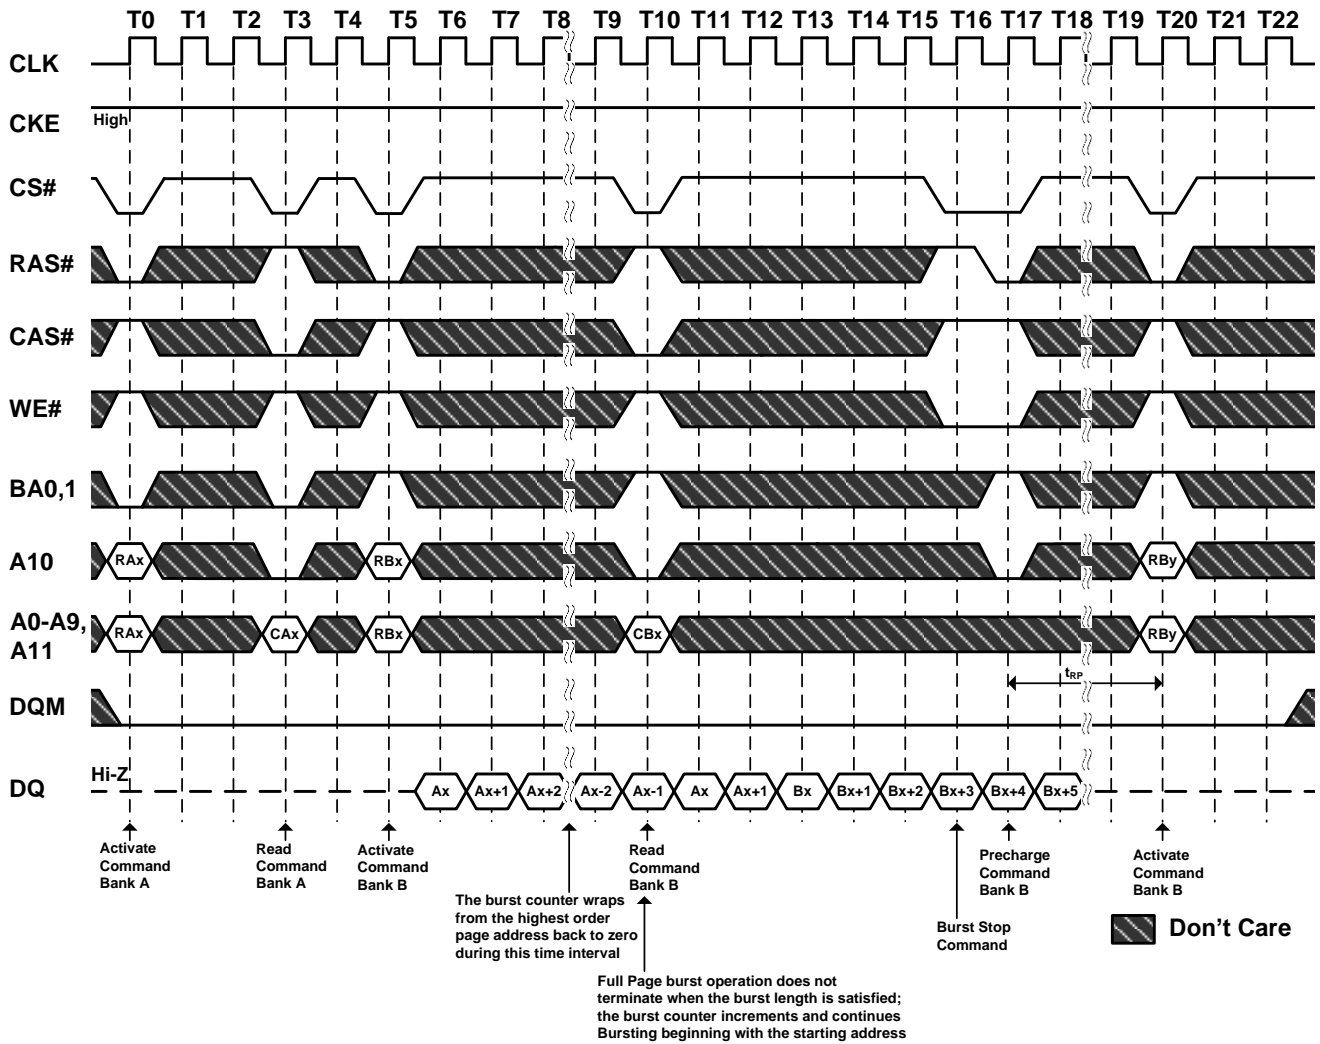 T0 T1 T2 T3 T4 T5 T6 T7 T8 T9 T10 T11 T12 T13 T14 T15 T16 T17 T18 T19 T20 T21 T22
CLK
CKE High
CS#
RAS#
CAS#
WE#
BA0,1
A10 RAx RBx RBy
A0-A9,
A11 RAx CAx RBx CBx RBy
tRP
DQM
Hi-Z
DQ Ax Ax+1 Ax+2 Ax-2 Ax-1 Ax Ax+1 Bx Bx+1 Bx+2 Bx+3 Bx+4 Bx+5
Activate
Command
Bank A
Read
Command
Bank A
Activate
Command
Bank B
The burst counter wraps
from the highest order
page address back to zero
during this time interval
Read
Command
Bank B
Full Page burst operation does not
terminate when the burst length is satisfied;
the burst counter increments and continues
Bursting beginning with the starting address
Burst Stop
Command
Precharge
Command
Bank B
Activate
Command
Bank B
Don't Care